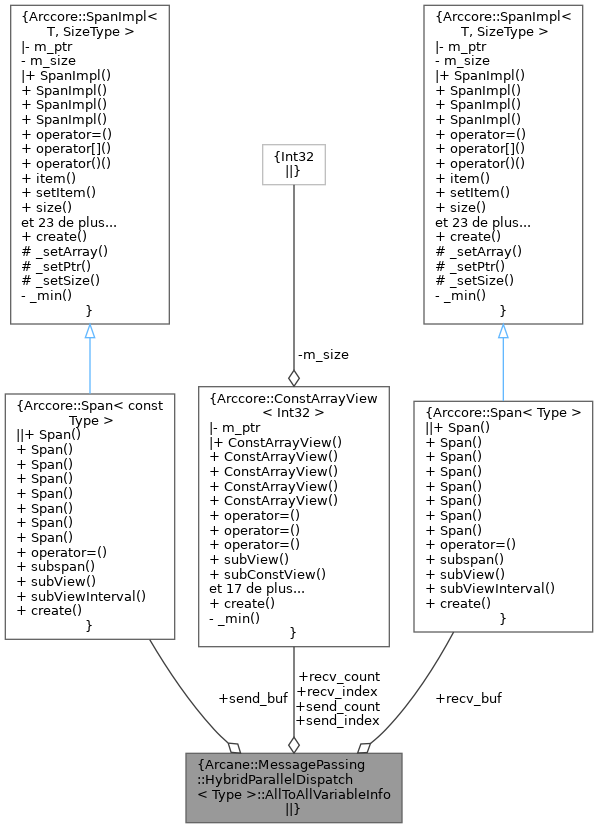 {Arccore::SpanImpl<
T, SizeType >
|- m_ptr
- m_size
|+ SpanImpl()
+ SpanImpl()
+ SpanImpl()
+ SpanImpl()
+ operator=()
+ operator[]()
+ operator()()
+ item()
+ setItem()
+ size()
et 23 de plus...
+ create()
# _setArray()
# _setPtr()
# _setSize()
- _min()
}
{Int32
||}
{Arccore::SpanImpl<
T, SizeType >
|- m_ptr
- m_size
|+ SpanImpl()
+ SpanImpl()
+ SpanImpl()
+ SpanImpl()
+ operator=()
+ operator[]()
+ operator()()
+ item()
+ setItem()
+ size()
et 23 de plus...
+ create()
# _setArray()
# _setPtr()
# _setSize()
- _min()
}
-m_size
{Arccore::Span< const
Type >
||+ Span()
+ Span()
+ Span()
+ Span()
+ Span()
+ Span()
+ Span()
+ Span()
+ operator=()
+ subspan()
+ subView()
+ subViewInterval()
+ create()
}
{Arccore::ConstArrayView
< Int32 >
|- m_ptr
|+ ConstArrayView()
+ ConstArrayView()
+ ConstArrayView()
+ ConstArrayView()
+ ConstArrayView()
+ operator=()
+ operator=()
+ operator=()
+ subView()
+ subConstView()
et 17 de plus...
+ create()
- _min()
}
{Arccore::Span< Type >
||+ Span()
+ Span()
+ Span()
+ Span()
+ Span()
+ Span()
+ Span()
+ Span()
+ operator=()
+ subspan()
+ subView()
+ subViewInterval()
+ create()
}
+send_buf
+recv_count
+recv_index
+send_count
+send_index
+recv_buf
{Arcane::MessagePassing
::HybridParallelDispatch
< Type >::AllToAllVariableInfo
||}